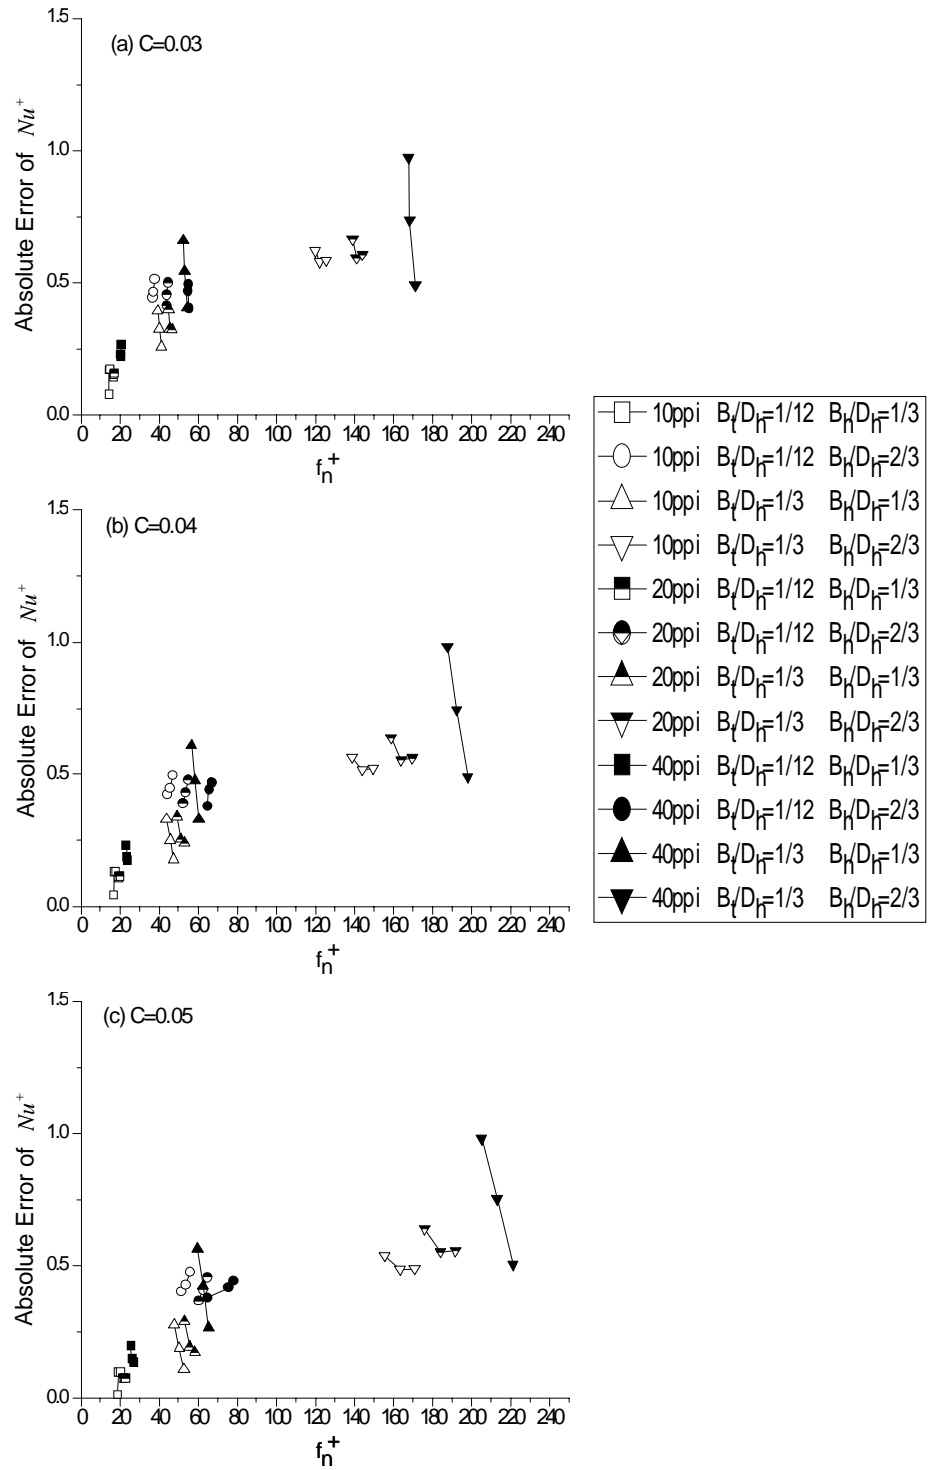 (a) C=0.03
Absolute Error of Nu⁺
1.5
1.0
0.5
0.0
0 20 40 60 80 100 120 140 160 180 200 220 240
fₙ⁺
(b) C=0.04
Absolute Error of Nu⁺
1.5
1.0
0.5
0.0
0 20 40 60 80 100 120 140 160 180 200 220 240
fₙ⁺
10ppi Bₜ/Dₕ=1/12 Bₕ/Dₕ=1/3
10ppi Bₜ/Dₕ=1/12 Bₕ/Dₕ=2/3
10ppi Bₜ/Dₕ=1/3 Bₕ/Dₕ=1/3
10ppi Bₜ/Dₕ=1/3 Bₕ/Dₕ=2/3
20ppi Bₜ/Dₕ=1/12 Bₕ/Dₕ=1/3
20ppi Bₜ/Dₕ=1/12 Bₕ/Dₕ=2/3
20ppi Bₜ/Dₕ=1/3 Bₕ/Dₕ=1/3
20ppi Bₜ/Dₕ=1/3 Bₕ/Dₕ=2/3
40ppi Bₜ/Dₕ=1/12 Bₕ/Dₕ=1/3
40ppi Bₜ/Dₕ=1/12 Bₕ/Dₕ=2/3
40ppi Bₜ/Dₕ=1/3 Bₕ/Dₕ=1/3
40ppi Bₜ/Dₕ=1/3 Bₕ/Dₕ=2/3
(c) C=0.05
Absolute Error of Nu⁺
1.5
1.0
0.5
0.0
0 20 40 60 80 100 120 140 160 180 200 220 240
fₙ⁺